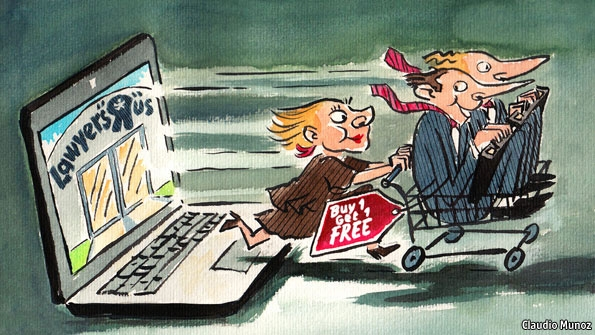 Lawyers Я us
Buy 1,
Get 1
FREE
Claudio Munoz